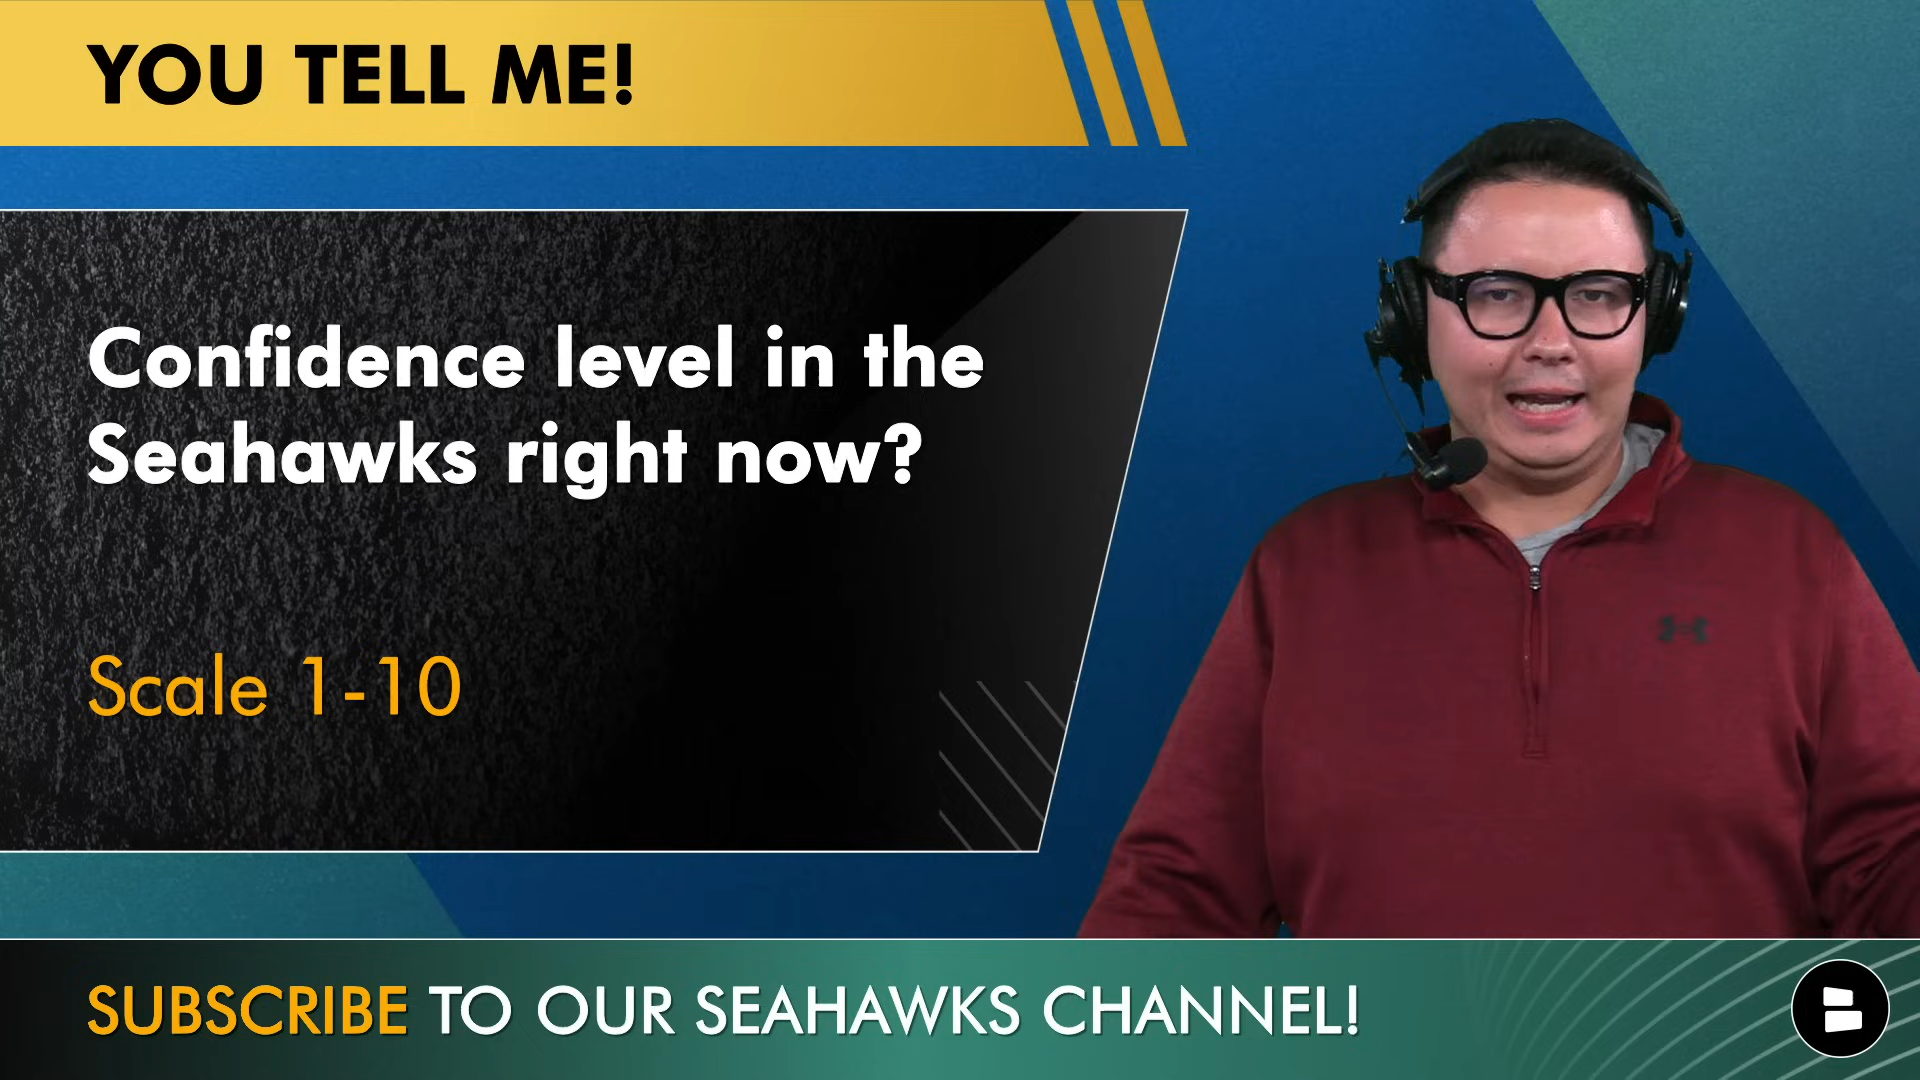 YOU TELL ME!
Confidence level in the
Seahawks right now?
Scale 1-10
SUBSCRIBE TO OUR SEAHAWKS CHANNEL!